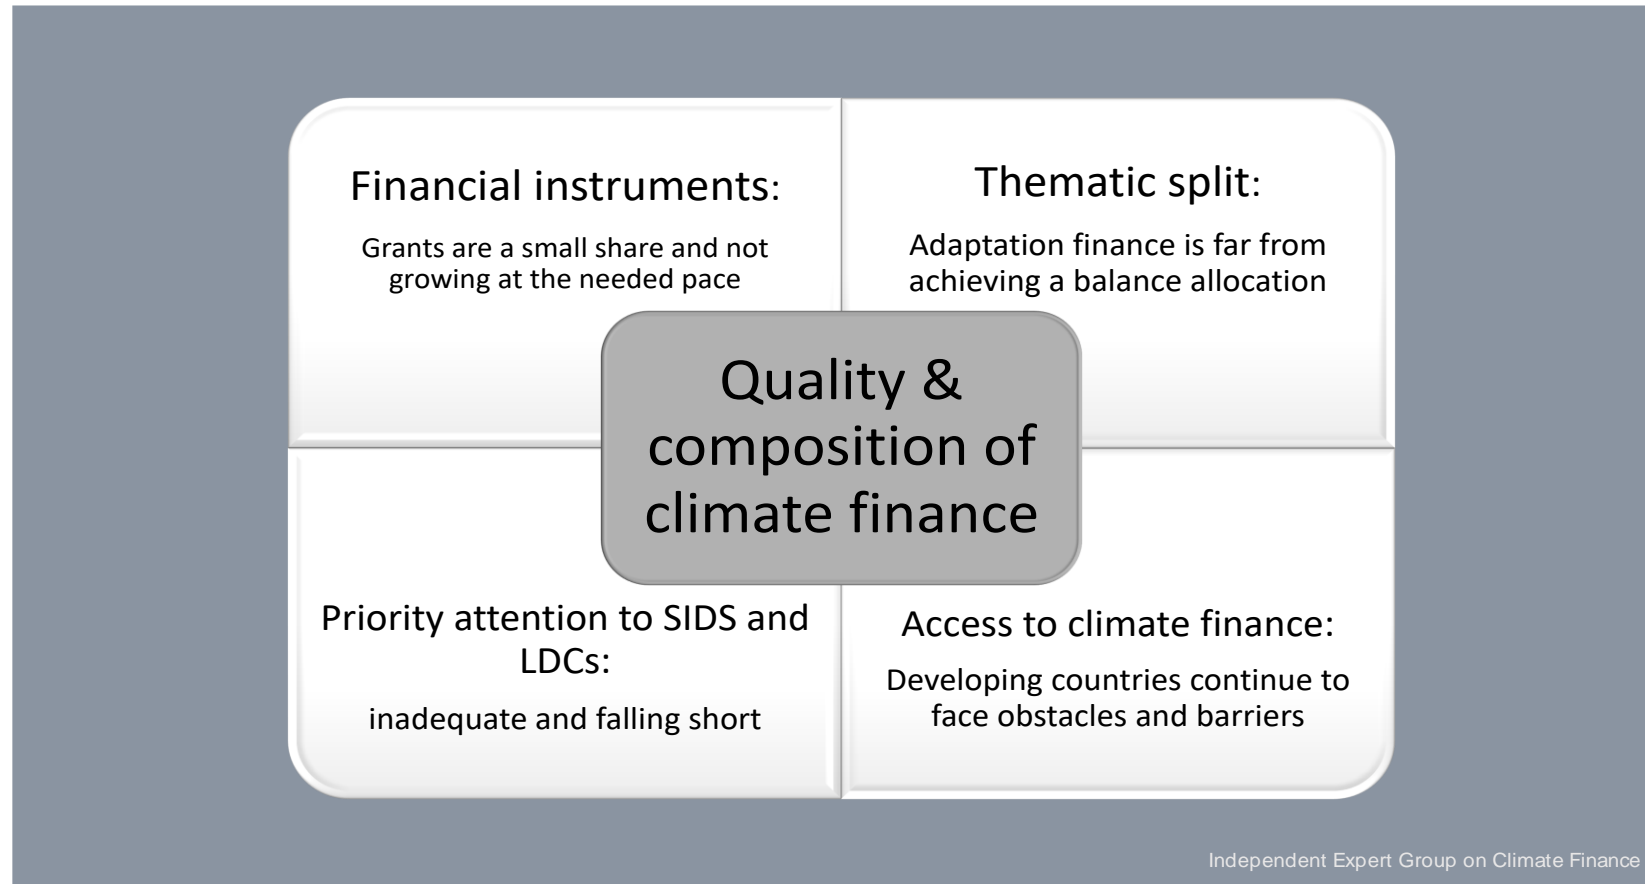 Financial instruments:
Grants are a small share and not
growing at the needed pace
Thematic split:
Adaptation finance is far from
achieving a balance allocation
Quality &
composition of
climate finance
Priority attention to SIDS and
LDCs:
inadequate and falling short
Access to climate finance:
Developing countries continue to
face obstacles and barriers
Independent Expert Group on Climate Finance